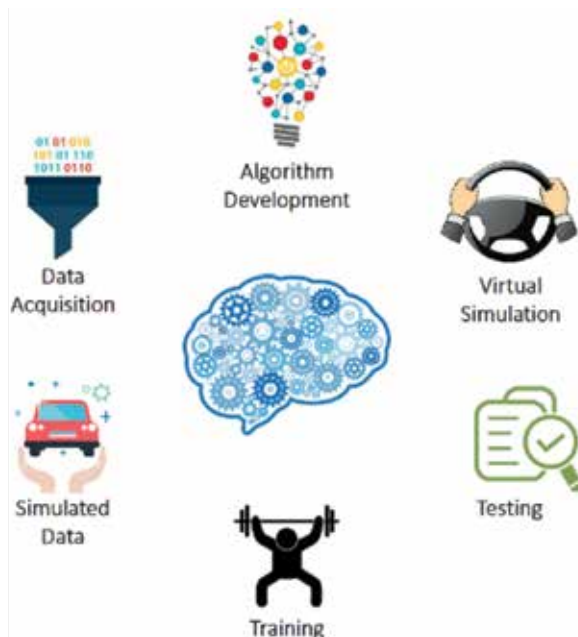 01 01 010
101 01 110
1011 0110
Algorithm
Development
Data
Acquisition
Virtual
Simulation
Simulated
Data
Testing
Training